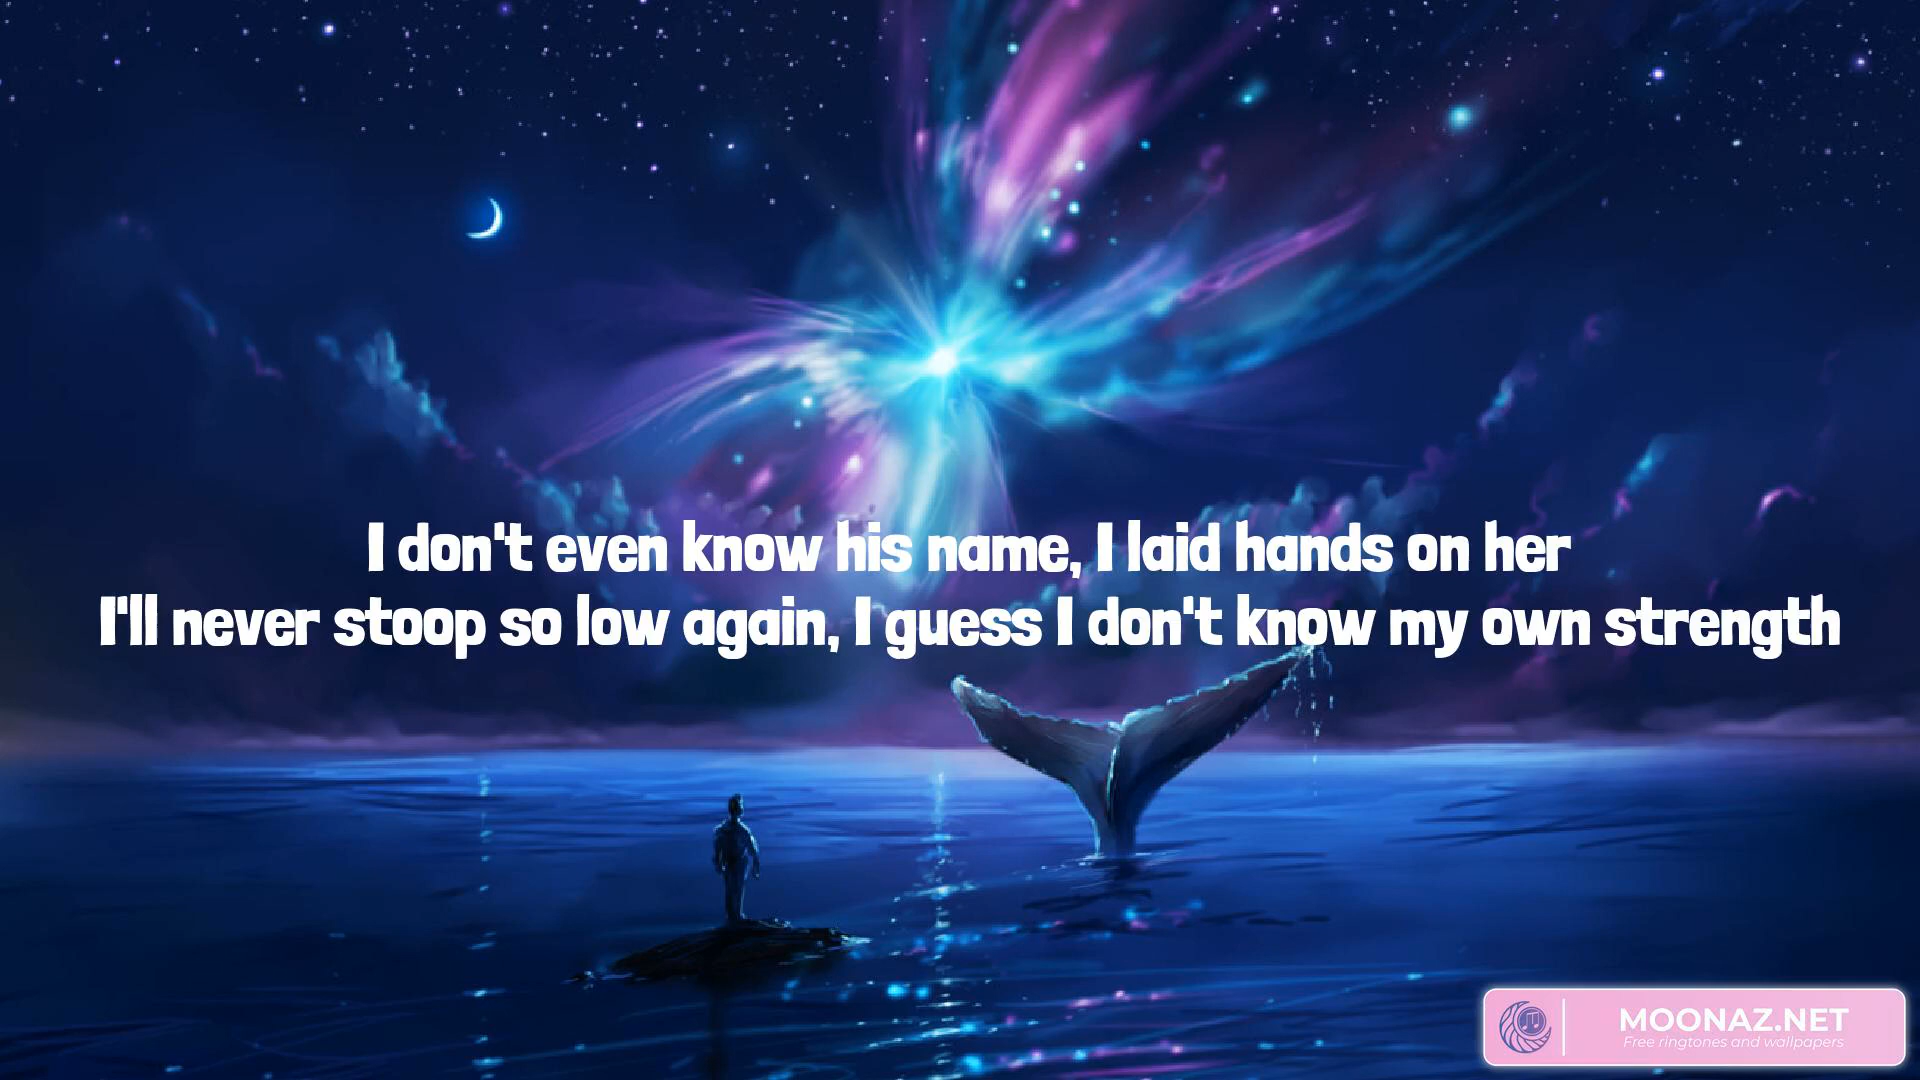 I don't even know his name, I laid hands on her
I'll never stoop so low again, I guess I don't know my own strength
MOONAZ.NET
Free ringtones and wallpapers